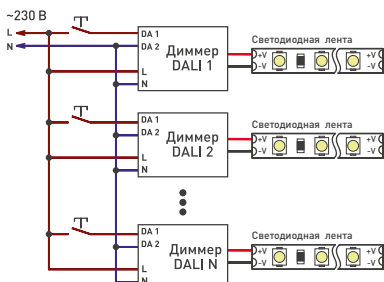 ~230 В
L
N
DA 1
DA 2
L
N
Диммер
DALI 1
Светодиодная лента
+V
-V
+V
-V
DA 1
DA 2
L
N
Диммер
DALI 2
Светодиодная лента
+V
-V
+V
-V
DA 1
DA 2
L
N
Диммер
DALI N
Светодиодная лента
+V
-V
+V
-V